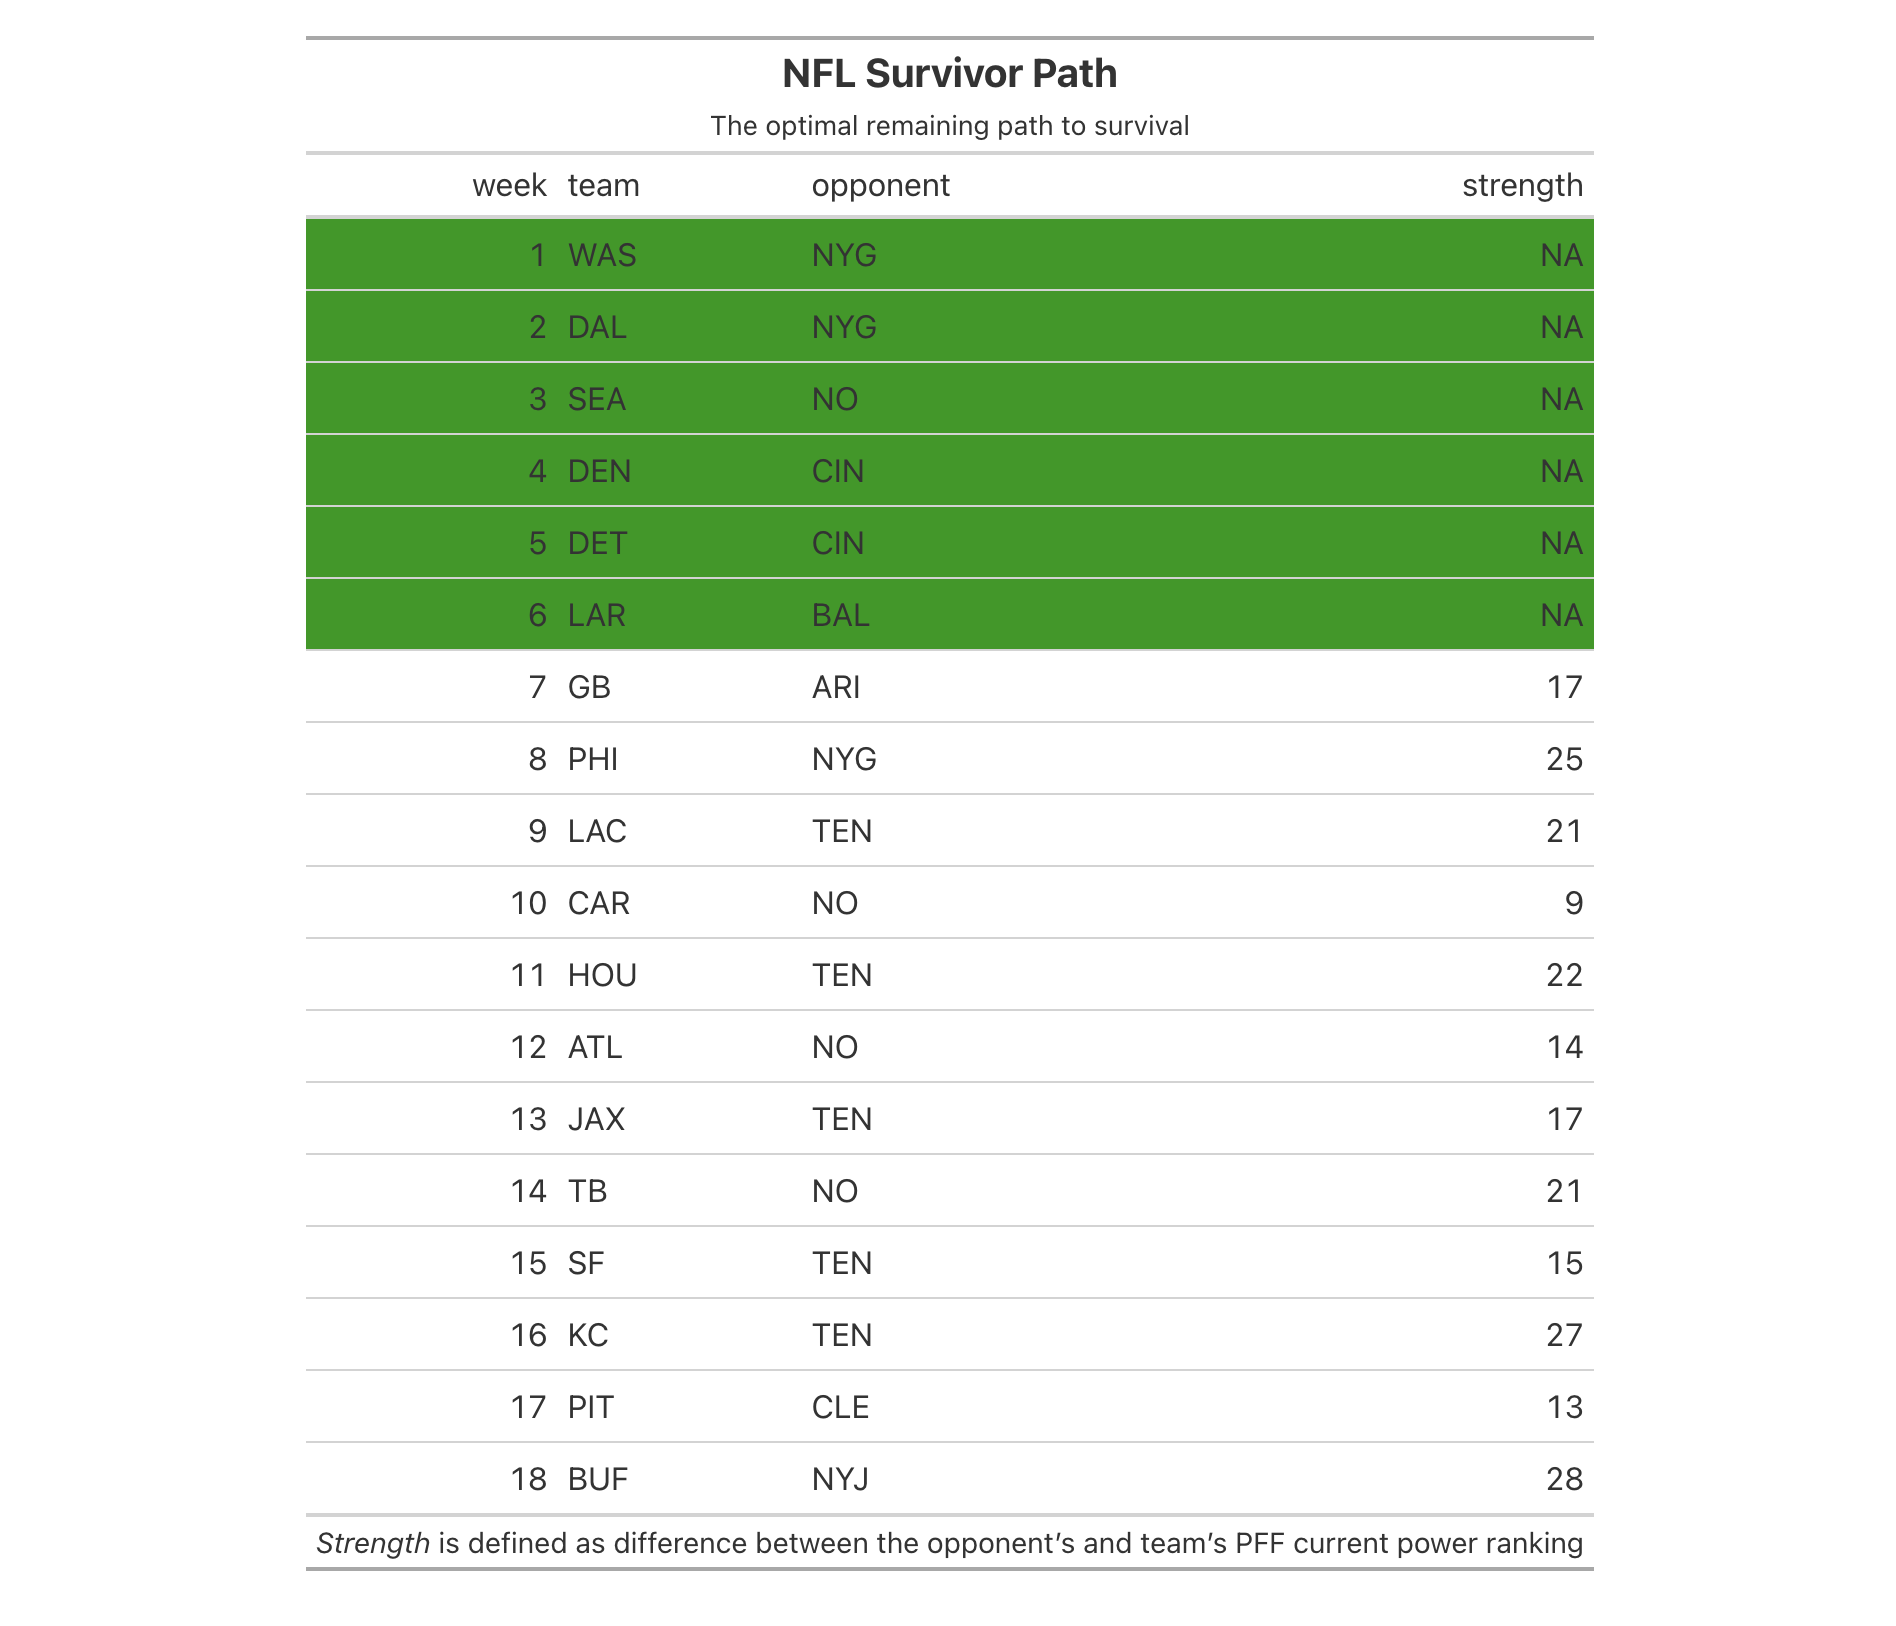 NFL Survivor Path
The optimal remaining path to survival
week team opponent strength
1 WAS NYG NA
2 DAL NYG NA
3 SEA NO NA
4 DEN CIN NA
5 DET CIN NA
6 LAR BAL NA
7 GB ARI 17
8 PHI NYG 25
9 LAC TEN 21
10 CAR NO 9
11 HOU TEN 22
12 ATL NO 14
13 JAX TEN 17
14 TB NO 21
15 SF TEN 15
16 KC TEN 27
17 PIT CLE 13
18 BUF NYJ 28
Strength is defined as difference between the opponent's and team's PFF current power ranking